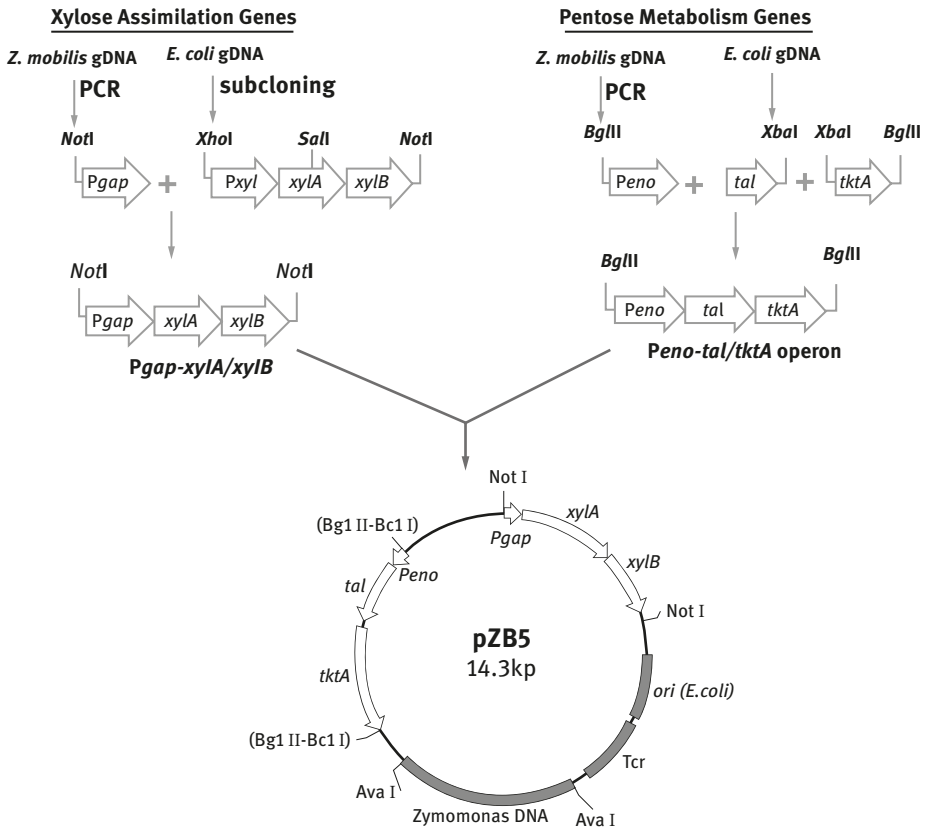 Xylose Assimilation Genes
Z. mobilis gDNA
E. coli gDNA
PCR
subcloning
NotI
XhoI
SalI
NotI
Pgap
+
Pxyl
xylA
xylB
NotI
NotI
Pgap
xylA
xylB
Pgap-xylA/xylB
Pentose Metabolism Genes
Z. mobilis gDNA
E. coli gDNA
PCR
BglII
XbaI
XbaI
BglII
Peno
+
tal
+
tktA
BglII
BglII
Peno
tal
tktA
Peno-tal/tktA operon
Not I
xylA
Pgap
(Bg1 II-Bc1 I)
Peno
xylB
tal
Not I
pZB5
14.3kp
tktA
ori (E.coli)
(Bg1 II-Bc1 I)
Tcr
Ava I
Zymomonas DNA
Ava I